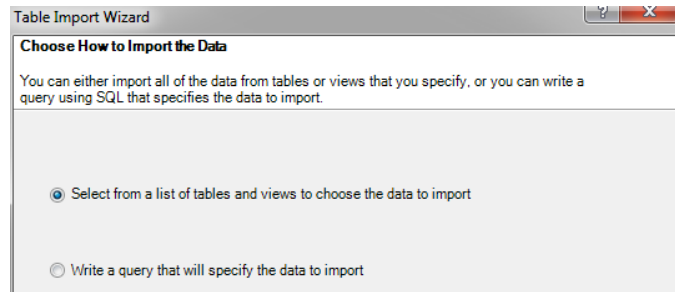 Table Import Wizard
?
Choose How to Import the Data
You can either import all of the data from tables or views that you specify, or you can write a
query using SQL that specifies the data to import.
Select from a list of tables and views to choose the data to import
Write a query that will specify the data to import